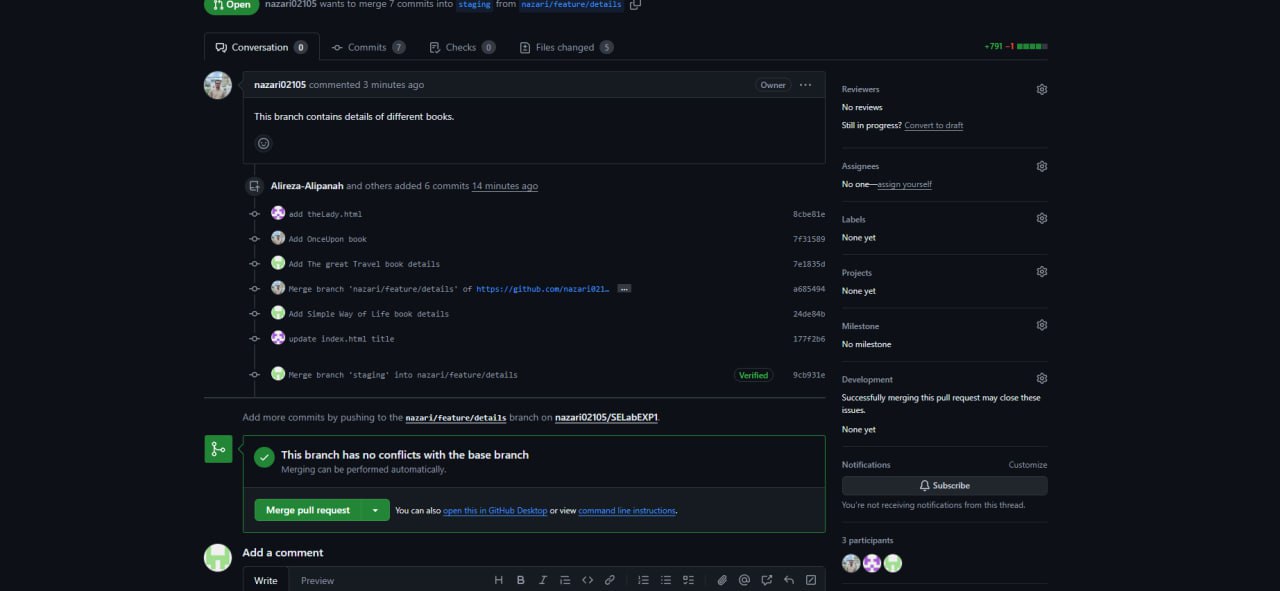 Open nazari02105 wants to merge 7 commits into staging from nazari/feature/details
Conversation 0 Commits 7 Checks 0 Files changed 5 +791 −1
nazari02105 commented 3 minutes ago Owner ...
This branch contains details of different books.
Alireza-Alipanah and others added 6 commits 14 minutes ago
add theLady.html 8cbe81e
Add OnceUpon book 7f31589
Add The great Travel book details 7e1835d
Merge branch 'nazari/feature/details' of https://github.com/nazari021… ... a685494
Add Simple Way of Life book details 24de84b
update index.html title 177f2b6
Merge branch 'staging' into nazari/feature/details Verified 9cb931e
Add more commits by pushing to the nazari/feature/details branch on nazari02105/SELabEXP1.
This branch has no conflicts with the base branch
Merging can be performed automatically.
Merge pull request You can also open this in GitHub Desktop or view command line instructions.
Add a comment
Write Preview
Reviewers
No reviews
Still in progress? Convert to draft
Assignees
No one—assign yourself
Labels
None yet
Projects
None yet
Milestone
No milestone
Development
Successfully merging this pull request may close these
issues.
None yet
Notifications Customize
Subscribe
You're not receiving notifications from this thread.
3 participants